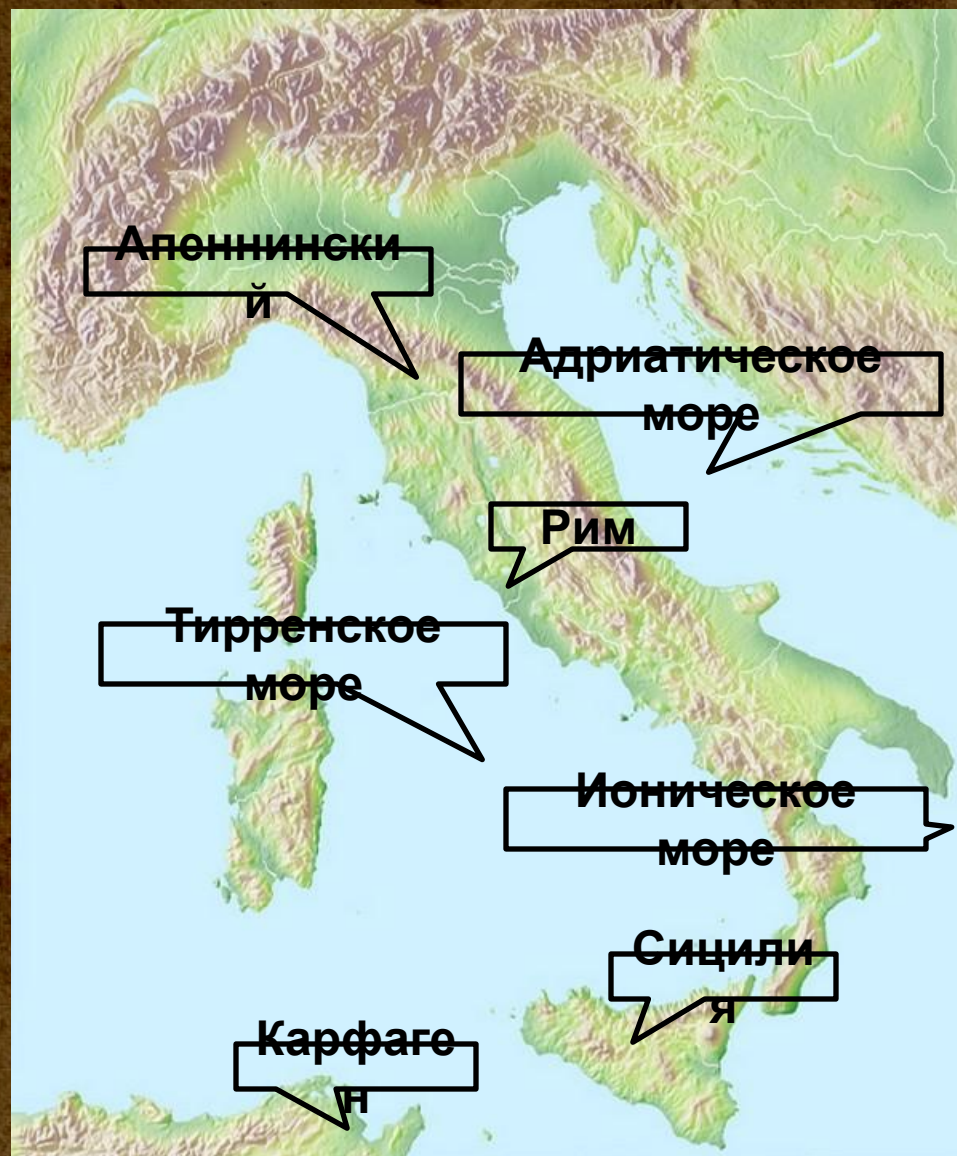 Апеннински
й
Адриатическое
море
Рим
Тирренское
море
Ионическое
море
Сицили
я
Карфаге
н